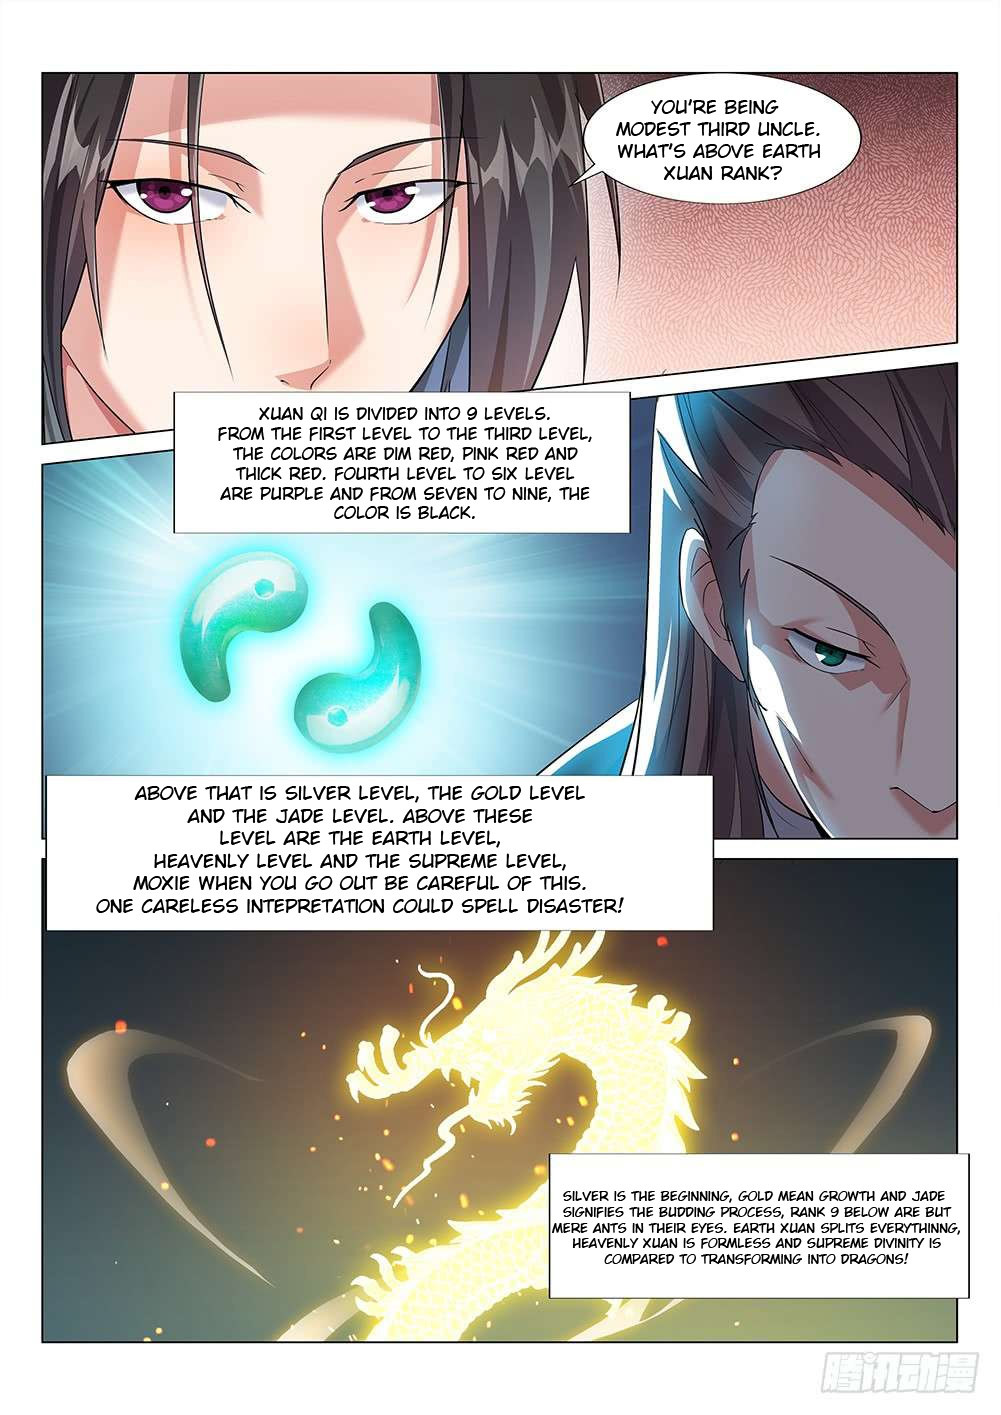 YOU'RE BEING
MODEST THIRD UNCLE.
WHAT'S ABOVE EARTH
XUAN RANK?
XUAN QI IS DIVIDED INTO 9 LEVELS.
FROM THE FIRST LEVEL TO THE THIRD LEVEL,
THE COLORS ARE DIM RED, PINK RED AND
THICK RED. FOURTH LEVEL TO SIX LEVEL
ARE PURPLE AND FROM SEVEN TO NINE, THE
COLOR IS BLACK.
ABOVE THAT IS SILVER LEVEL, THE GOLD LEVEL
AND THE JADE LEVEL. ABOVE THESE
LEVEL ARE THE EARTH LEVEL,
HEAVENLY LEVEL AND THE SUPREME LEVEL,
MOXIE WHEN YOU GO OUT BE CAREFUL OF THIS.
ONE CARELESS INTEPRETATION COULD SPELL DISASTER!
SILVER IS THE BEGINNING, GOLD MEAN GROWTH AND JADE
SIGNIFIES THE BUDDING PROCESS, RANK 9 BELOW ARE BUT
MERE ANTS IN THEIR EYES. EARTH XUAN SPLITS EVERYTHINNG,
HEAVENLY XUAN IS FORMLESS AND SUPREME DIVINITY IS
COMPARED TO TRANSFORMING INTO DRAGONS!
腾讯动漫